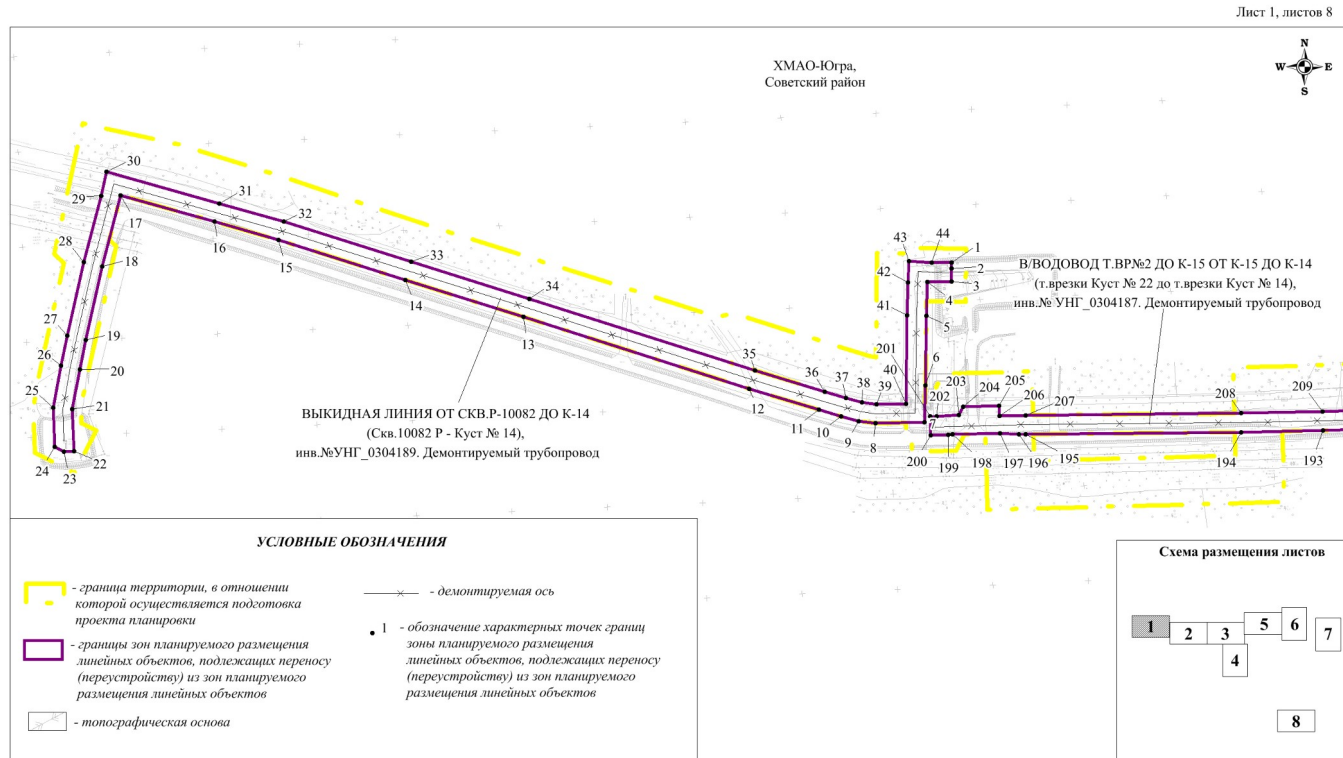 Лист 1, листов 8
ХМАО-Югра,
Советский район
N
W E
S
30
31
29
32
17
28
16
18
15
33
14
34
27
19
13
26
20
25
21
24
23
22
35
12
36
37
38
39
11
10
9
8
43
44
1
2
42
3
41
4
5
201
6
40
202
203
204
205
206
207
208
209
7
200
199
198
197
196
195
194
193
ВЫКИДНАЯ ЛИНИЯ ОТ СКВ.Р-10082 ДО К-14
(Скв.10082 Р - Куст № 14),
инв.№УНГ_0304189. Демонтируемый трубопровод
В/ВОДОВОД Т.ВР№2 ДО К-15 ОТ К-15 ДО К-14
(т.врезки Куст № 22 до т.врезки Куст № 14),
инв.№ УНГ_0304187. Демонтируемый трубопровод
УСЛОВНЫЕ ОБОЗНАЧЕНИЯ
- граница территории, в отношении
которой осуществляется подготовка
проекта планировки
- границы зон планируемого размещения
линейных объектов, подлежащих переносу
(переустройству) из зон планируемого
размещения линейных объектов
- топографическая основа
- демонтируемая ось
1 - обозначение характерных точек границ
зоны планируемого размещения
линейных объектов, подлежащих переносу
(переустройству) из зон планируемого
размещения линейных объектов
Схема размещения листов
1
2
3
4
5
6
7
8